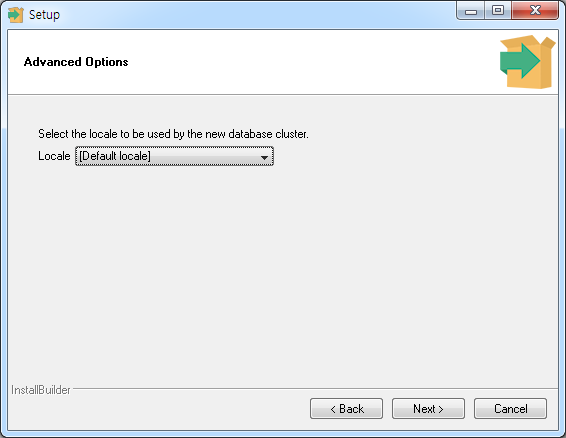 Setup
Advanced Options
Select the locale to be used by the new database cluster.
Locale [Default locale]
InstallBuilder
< Back Next > Cancel